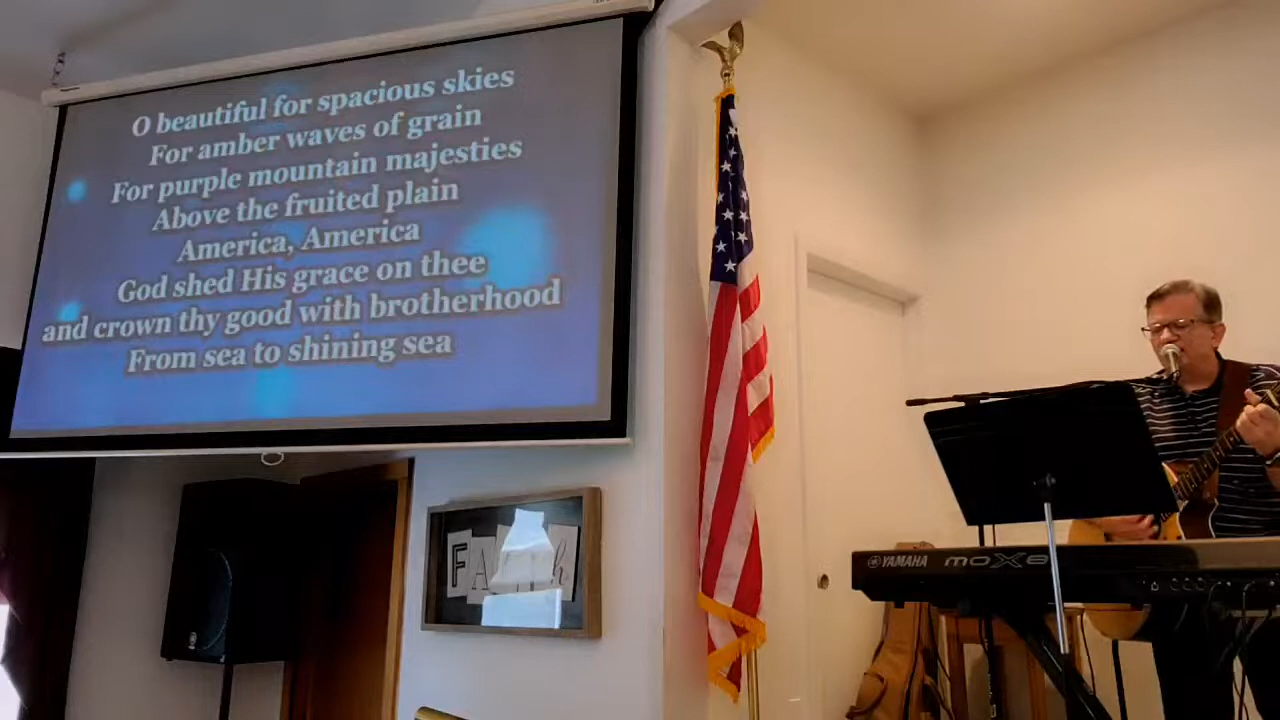 O beautiful for spacious skies
For amber waves of grain
For purple mountain majesties
Above the fruited plain
America, America
God shed His grace on thee
and crown thy good with brotherhood
From sea to shining sea
YAMAHA MOX8